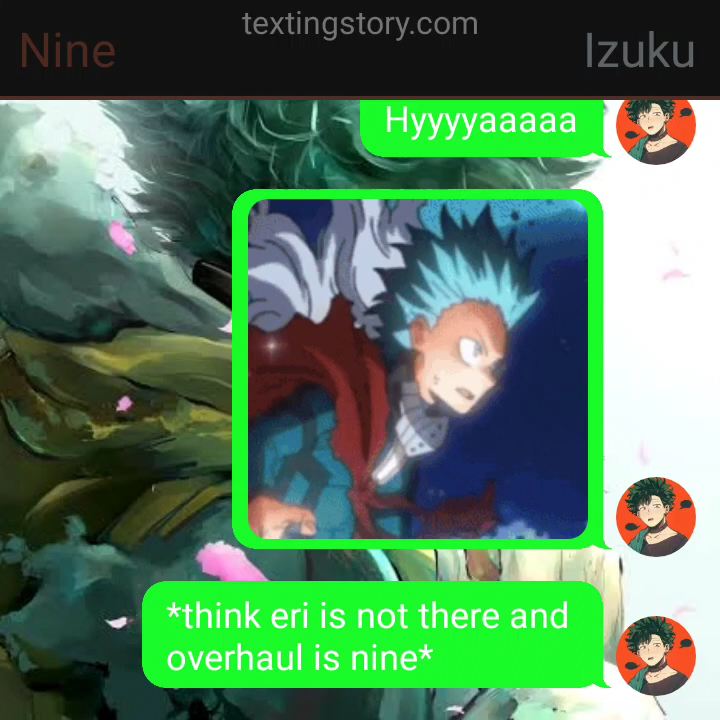 textingstory.com
Nine
Izuku
Hyyyyaaaaa
*think eri is not there and
overhaul is nine*